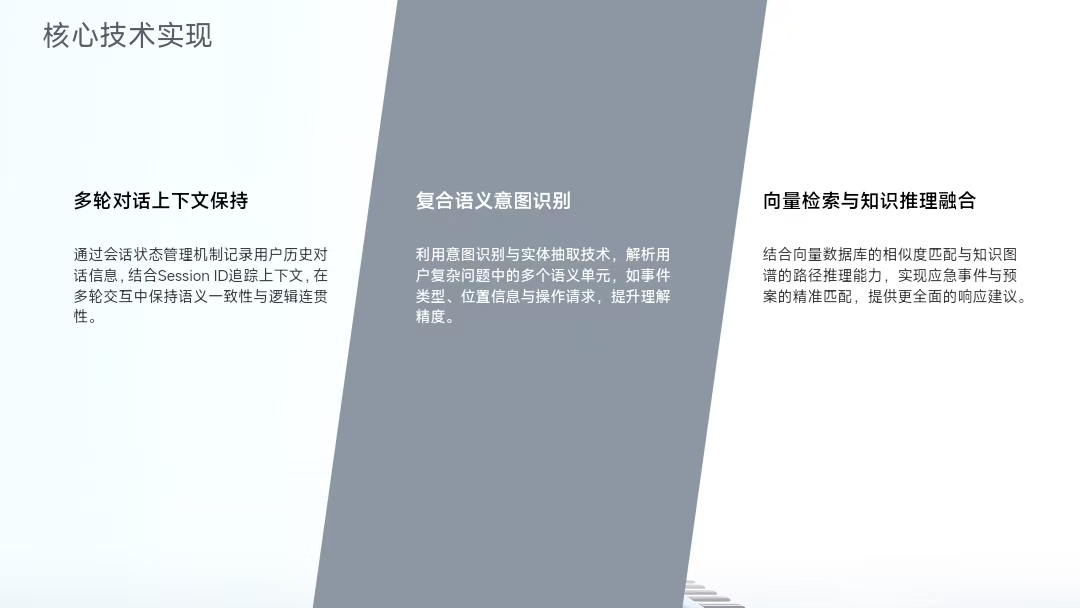 核心技术实现
多轮对话上下文保持
通过会话状态管理机制记录用户历史对
话信息，结合Session ID追踪上下文，在
多轮交互中保持语义一致性与逻辑连贯
性。
复合语义意图识别
利用意图识别与实体抽取技术，解析用
户复杂问题中的多个语义单元，如事件
类型、位置信息与操作请求，提升理解
精度。
向量检索与知识推理融合
结合向量数据库的相似度匹配与知识图
谱的路径推理能力，实现应急事件与预
案的精准匹配，提供更全面的响应建议。